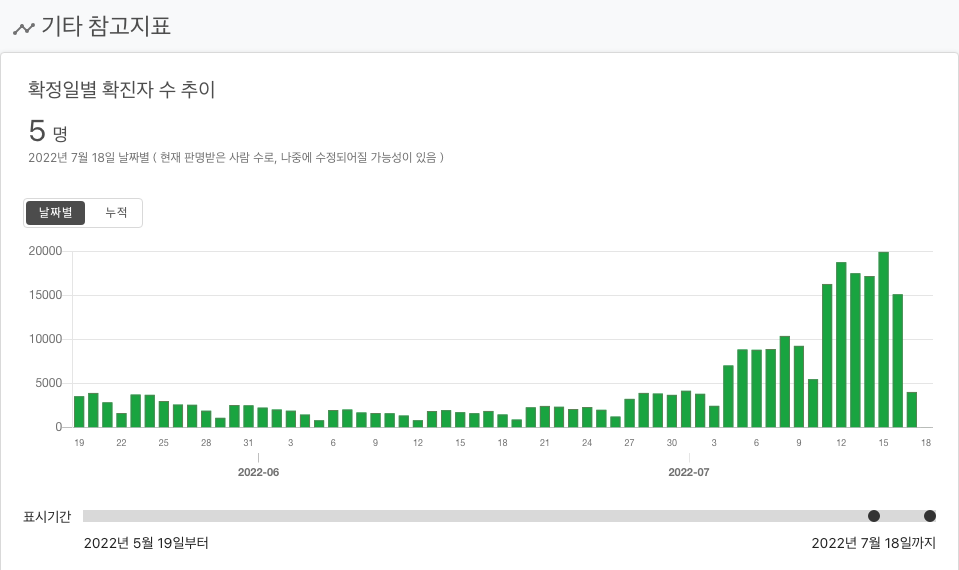 기타 참고지표
확정일별 확진자 수 추이
5 명
2022년 7월 18일 날짜별 ( 현재 판명받은 사람 수로, 나중에 수정되어질 가능성이 있음 )
날짜별 누적
20000
15000
10000
5000
0
19 22 25 28 31 3 6 9 12 15 18 21 24 27 30 3 6 9 12 15 18
2022-06 2022-07
표시기간
2022년 5월 19일부터 2022년 7월 18일까지